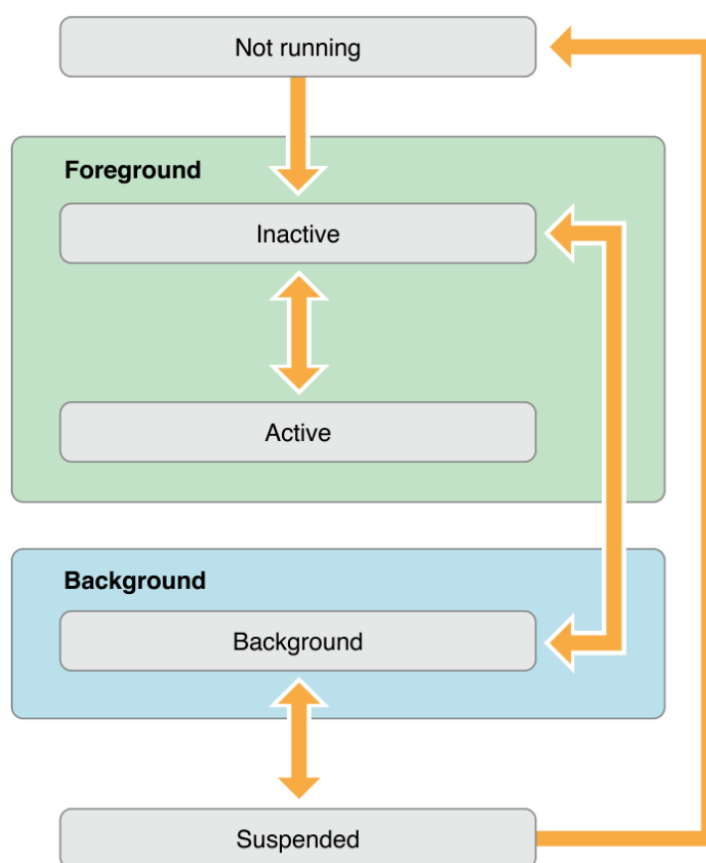 Not running
Foreground
Inactive
Active
Background
Background
Suspended